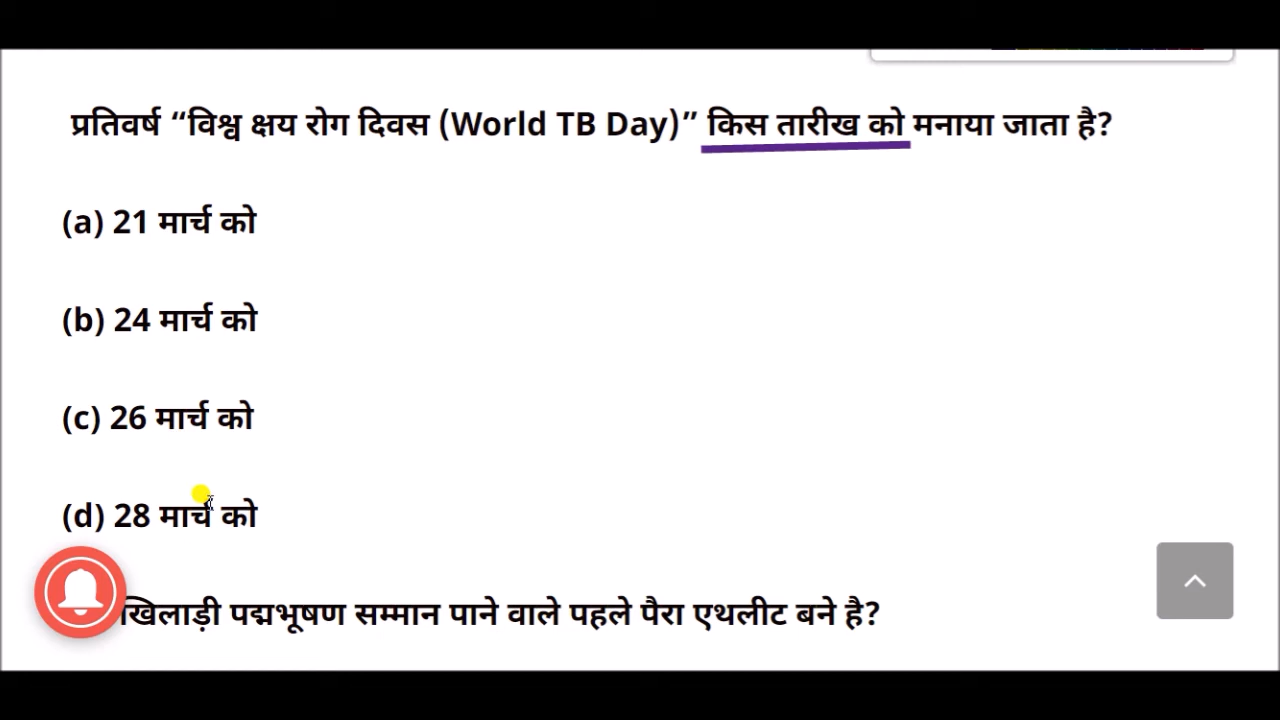 प्रतिवर्ष “विश्व क्षय रोग दिवस (World TB Day)” किस तारीख को मनाया जाता है?
(a) 21 मार्च को
(b) 24 मार्च को
(c) 26 मार्च को
(d) 28 मार्च को
खिलाड़ी पद्मभूषण सम्मान पाने वाले पहले पैरा एथलीट बने है?